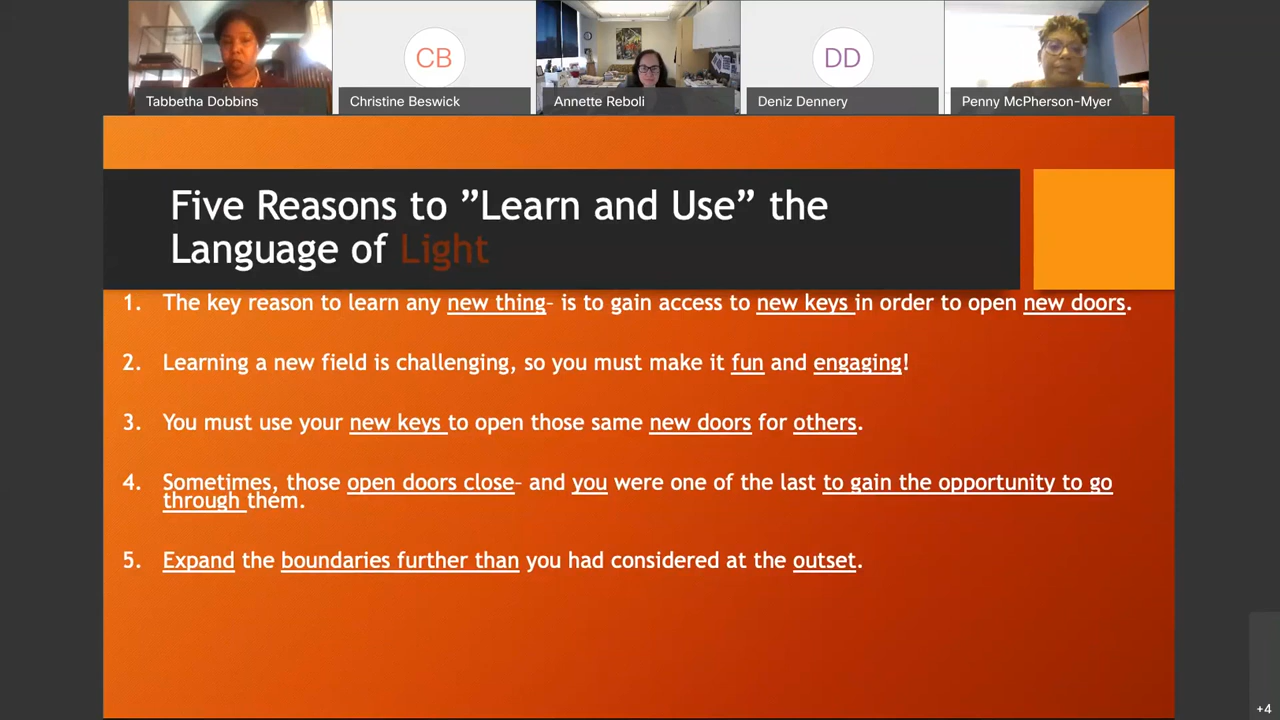 Tabbetha Dobbins
CB
Christine Beswick
Annette Reboli
DD
Deniz Dennery
Penny McPherson-Myer
Five Reasons to ”Learn and Use” the
Language of Light
1. The key reason to learn any new thing– is to gain access to new keys in order to open new doors.
2. Learning a new field is challenging, so you must make it fun and engaging!
3. You must use your new keys to open those same new doors for others.
4. Sometimes, those open doors close– and you were one of the last to gain the opportunity to go
through them.
5. Expand the boundaries further than you had considered at the outset.
+4